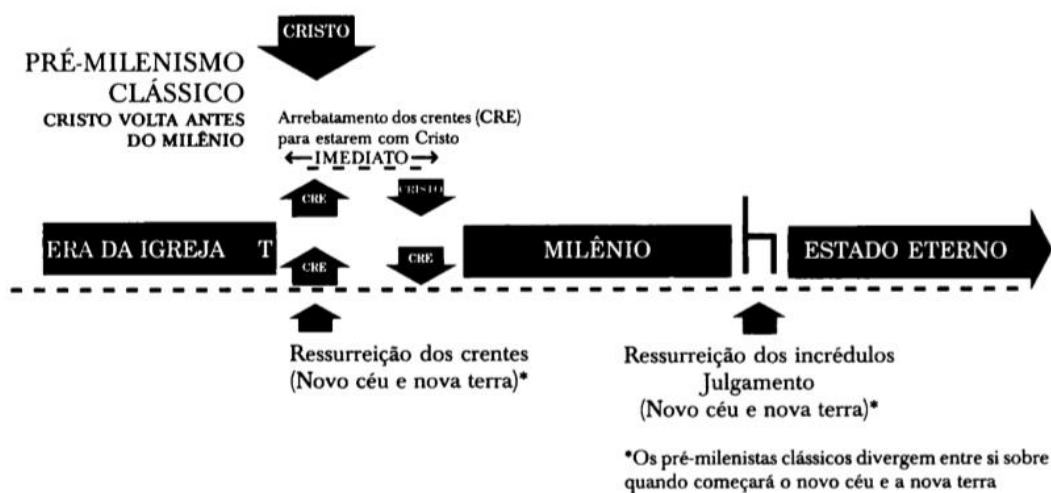 CRISTO
PRÉ-MILENISMO
CLÁSSICO
CRISTO VOLTA ANTES
DO MILÊNIO
Arrebatamento dos crentes (CRE)
para estarem com Cristo
IMEDIATO
CRE
CRISTO
ERA DA IGREJA T
CRE
CRE
MILÊNIO
ESTADO ETERNO
Ressurreição dos crentes
(Novo céu e nova terra)*
Ressurreição dos incrédulos
Julgamento
(Novo céu e nova terra)*
*Os pré-milenistas clássicos divergem entre si sobre
quando começará o novo céu e a nova terra